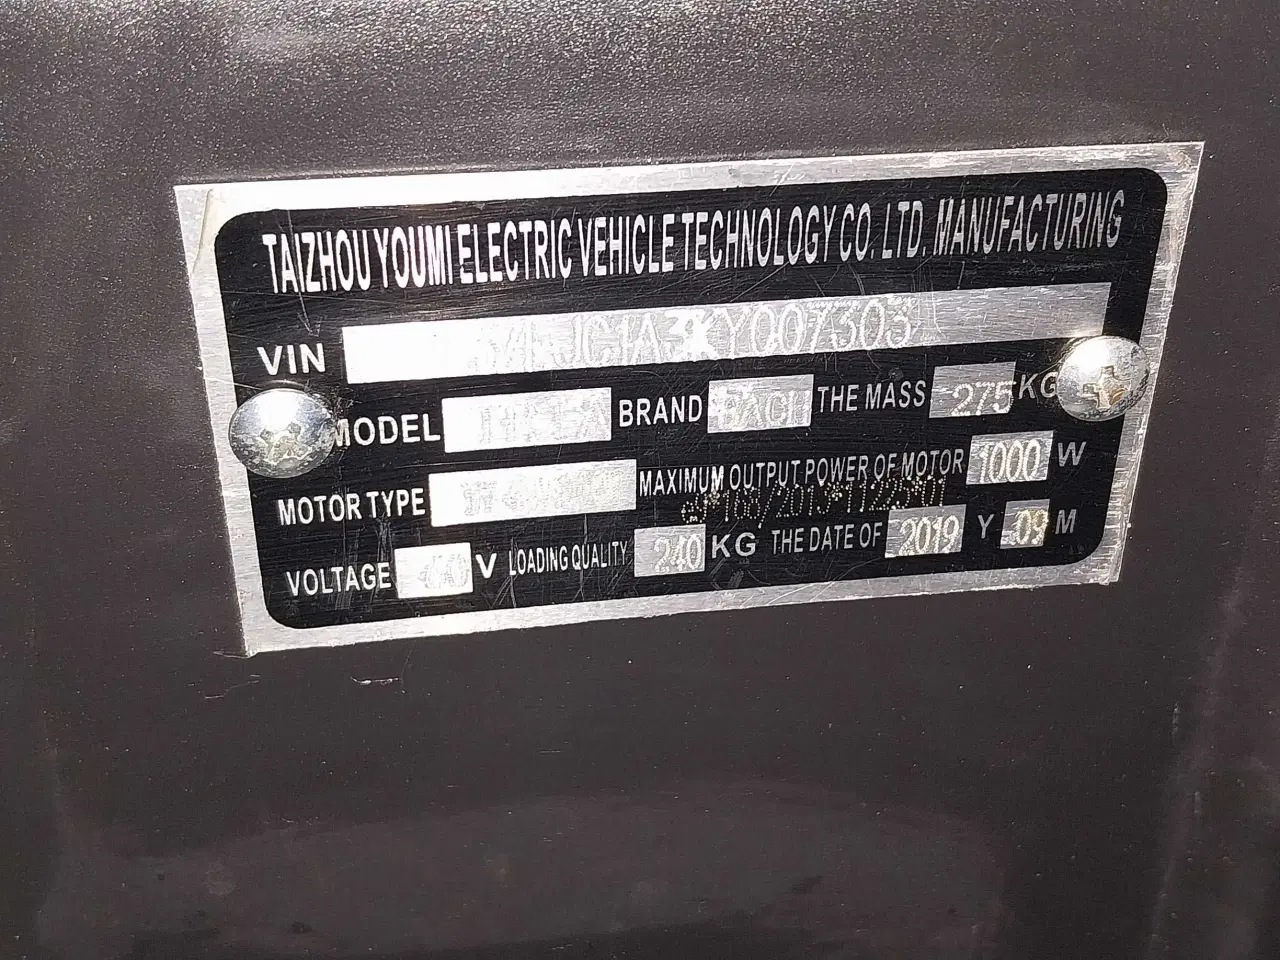 TAIZHOU YOUMI ELECTRIC VEHICLE TECHNOLOGY CO. LTD. MANUFACTURING
VIN JC1A3KY007303
MODEL BRAND THE MASS 275 KG
MOTOR TYPE MAXIMUM OUTPUT POWER OF MOTOR 1000 W
VOLTAGE V LOADING QUALITY 240 KG THE DATE OF 2019 Y 09 M